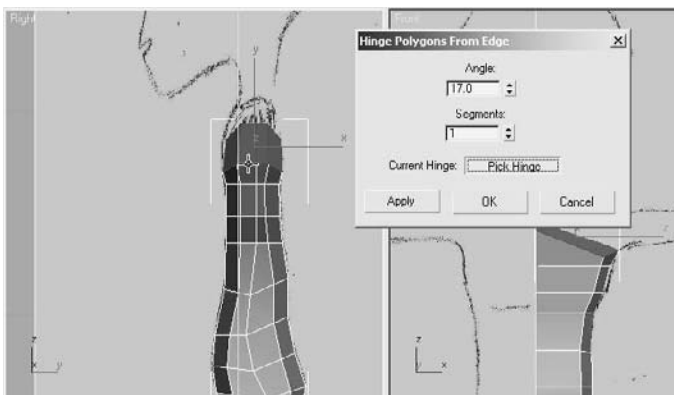 Right
Front
Hinge Polygons From Edge
Angle:
17.0
Segments:
1
Current Hinge: Pick Hinge
Apply OK Cancel
y
x
z
z
x y
z
x